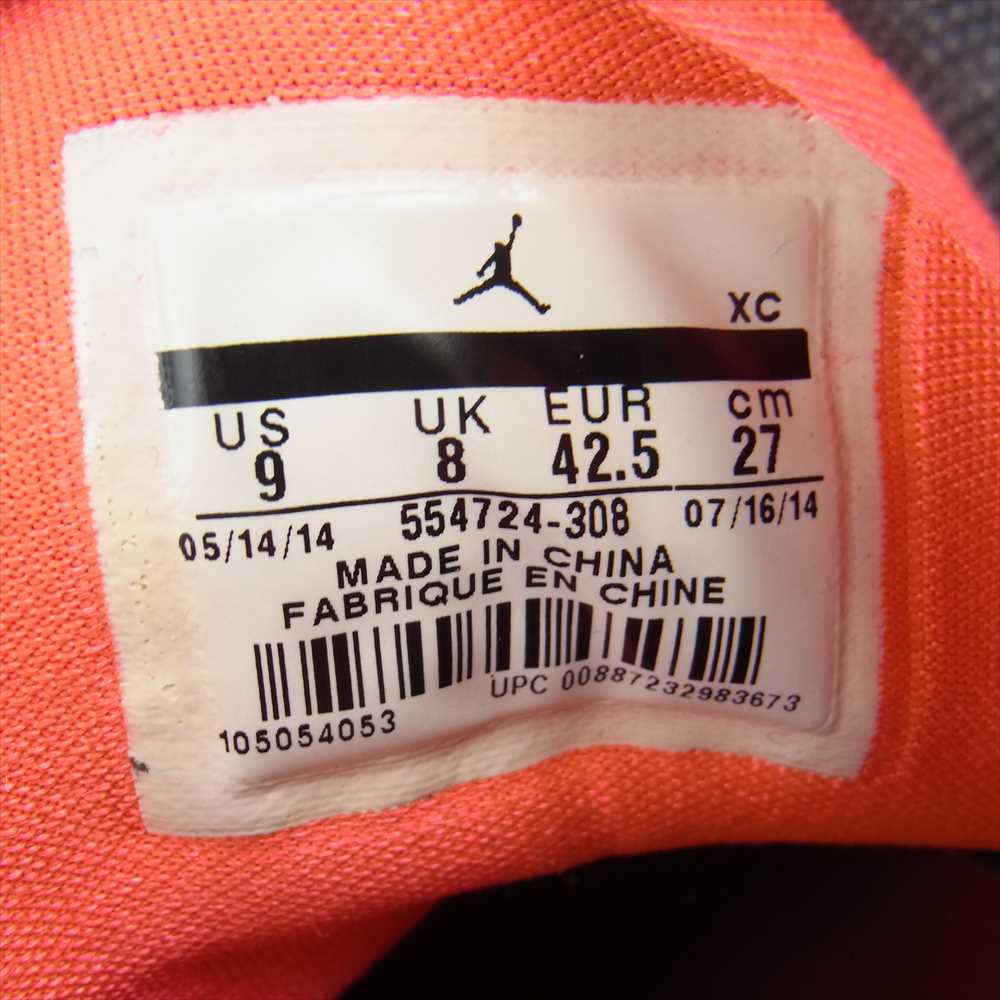 XC
US UK EUR cm
9 8 42.5 27
05/14/14 554724-308 07/16/14
MADE IN CHINA
FABRIQUE EN CHINE
UPC 00887232983673
105054053